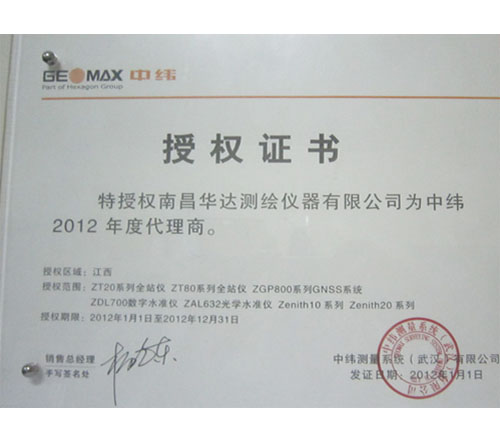 GEOMAX 中纬
Part of Hexagon Group
授权证书
特授权南昌华达测绘仪器有限公司为中纬
2012 年度代理商。
授权区域：江西
授权范围：ZT20系列全站仪 ZT80系列全站仪 ZGP800系列GNSS系统
ZDL700数字水准仪 ZAL632光学水准仪 Zenith10 系列 Zenith20 系列
授权期限：2012年1月1日至2012年12月31日
销售总经理
手写签名处
中纬测量系统（武汉）有限公司
发证日期：2012年1月1日